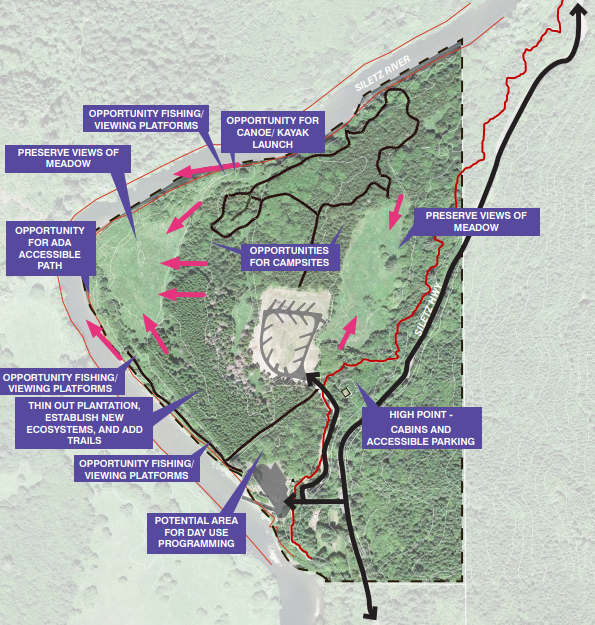 SILETZ RIVER
OPPORTUNITY FISHING/
VIEWING PLATFORMS
OPPORTUNITY FOR
CANOE/ KAYAK
LAUNCH
PRESERVE VIEWS OF
MEADOW
PRESERVE VIEWS OF
MEADOW
OPPORTUNITY
FOR ADA
ACCESSIBLE
PATH
OPPORTUNITIES
FOR CAMPSITES
SILETZ HWY
OPPORTUNITY FISHING/
VIEWING PLATFORMS
THIN OUT PLANTATION,
ESTABLISH NEW
ECOSYSTEMS, AND ADD
TRAILS
HIGH POINT -
CABINS AND
ACCESSIBLE PARKING
OPPORTUNITY FISHING/
VIEWING PLATFORMS
POTENTIAL AREA
FOR DAY USE
PROGRAMMING